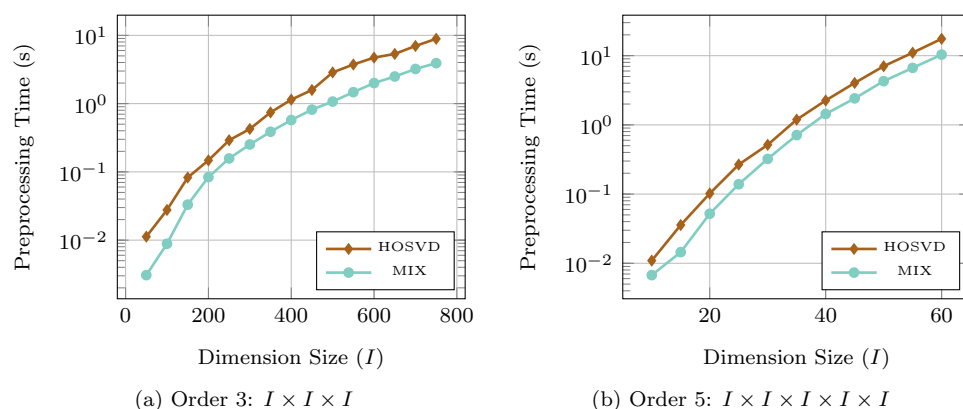 Preprocessing Time (s)
10^1
10^0
10^−1
10^−2
HOSVD
MIX
0 200 400 600 800
Dimension Size (I)
(a) Order 3: I × I × I
Preprocessing Time (s)
10^1
10^0
10^−1
10^−2
HOSVD
MIX
20 40 60
Dimension Size (I)
(b) Order 5: I × I × I × I × I